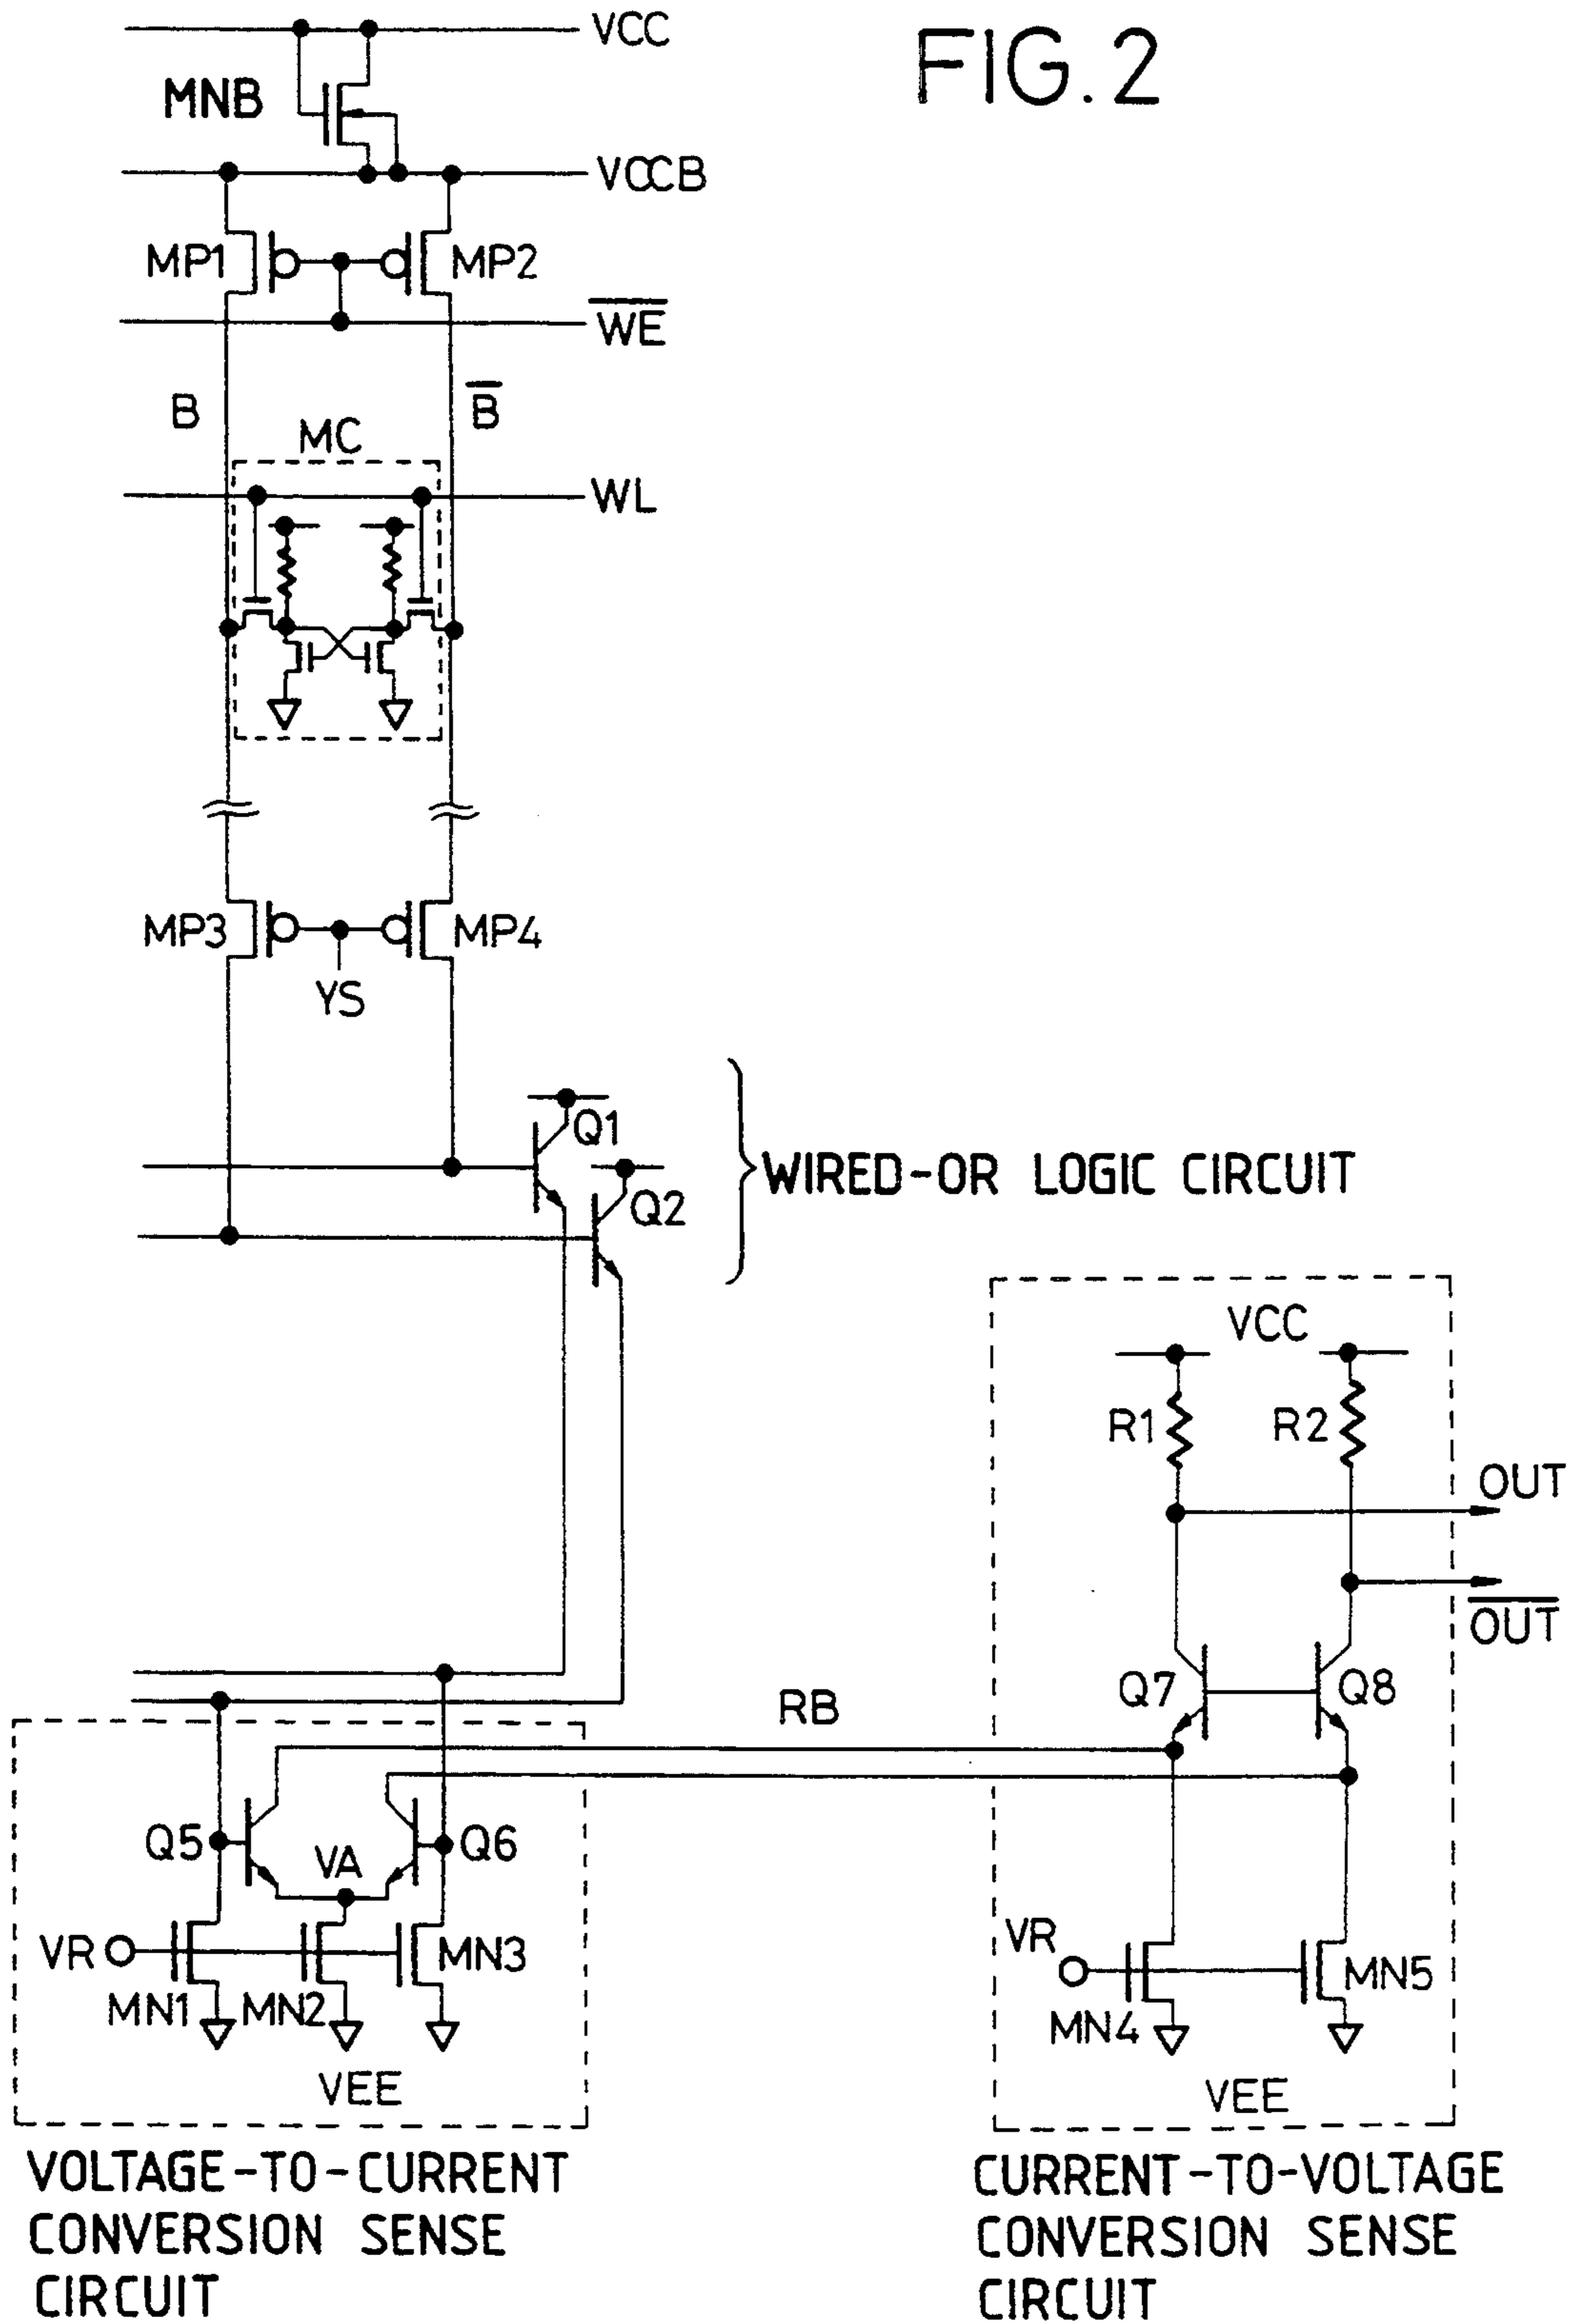 VCC
FIG. 2
MNB
VCCB
MP1
MP2
W̅E̅
B
B̅
MC
WL
MP3
MP4
YS
Q1
Q2
WIRED-OR LOGIC CIRCUIT
VCC
R1
R2
OUT
O̅U̅T̅
Q7
Q8
RB
Q5
VA
Q6
VR
MN1
MN2
MN3
VEE
VR
MN4
MN5
VEE
VOLTAGE-TO-CURRENT
CONVERSION SENSE
CIRCUIT
CURRENT-TO-VOLTAGE
CONVERSION SENSE
CIRCUIT